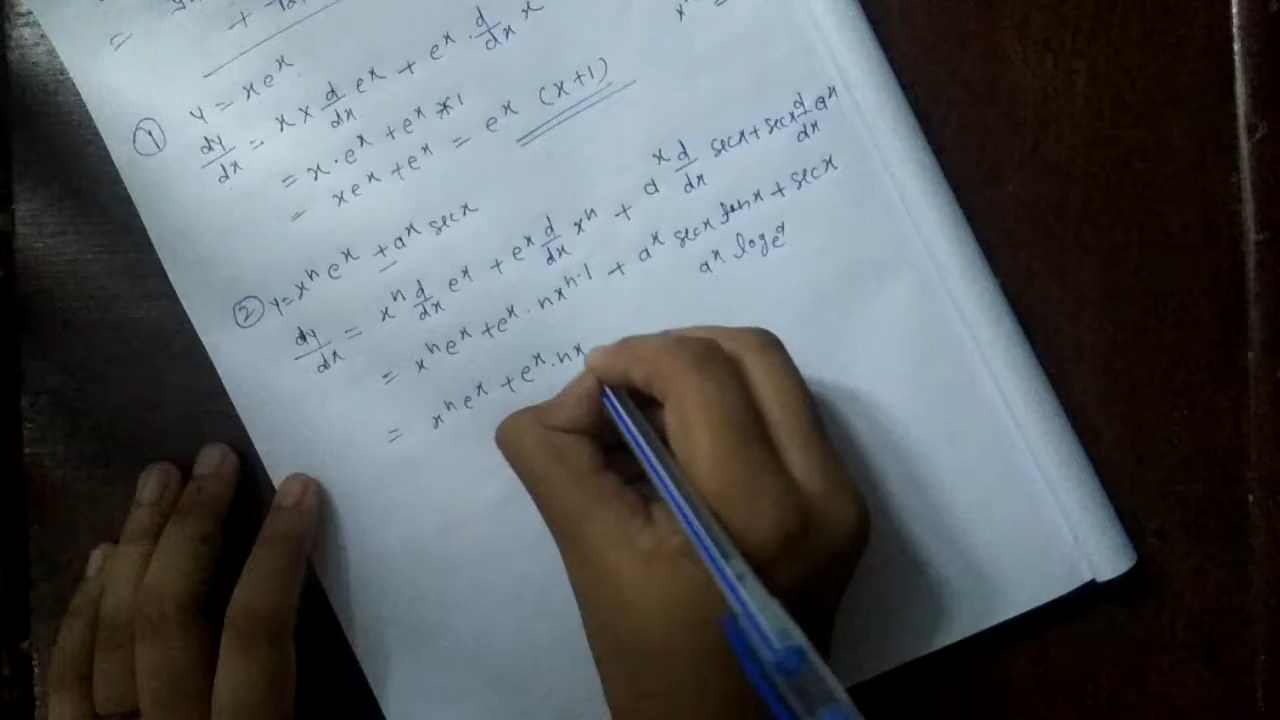 ① y = xe^x
dy/dx = x × d/dx e^x + e^x · d/dx x
= x · e^x + e^x * 1
= xe^x + e^x = e^x (x+1)
② y = x^n e^x + a^x sec x
dy/dx = x^n d/dx e^x + e^x d/dx x^n + a^x d/dx sec x + sec x d/dx a^x
= x^n e^x + e^x · nx^n-1 + a^x sec x tan x + sec x
a^x log e^a
= x^n e^x + e^x · nx